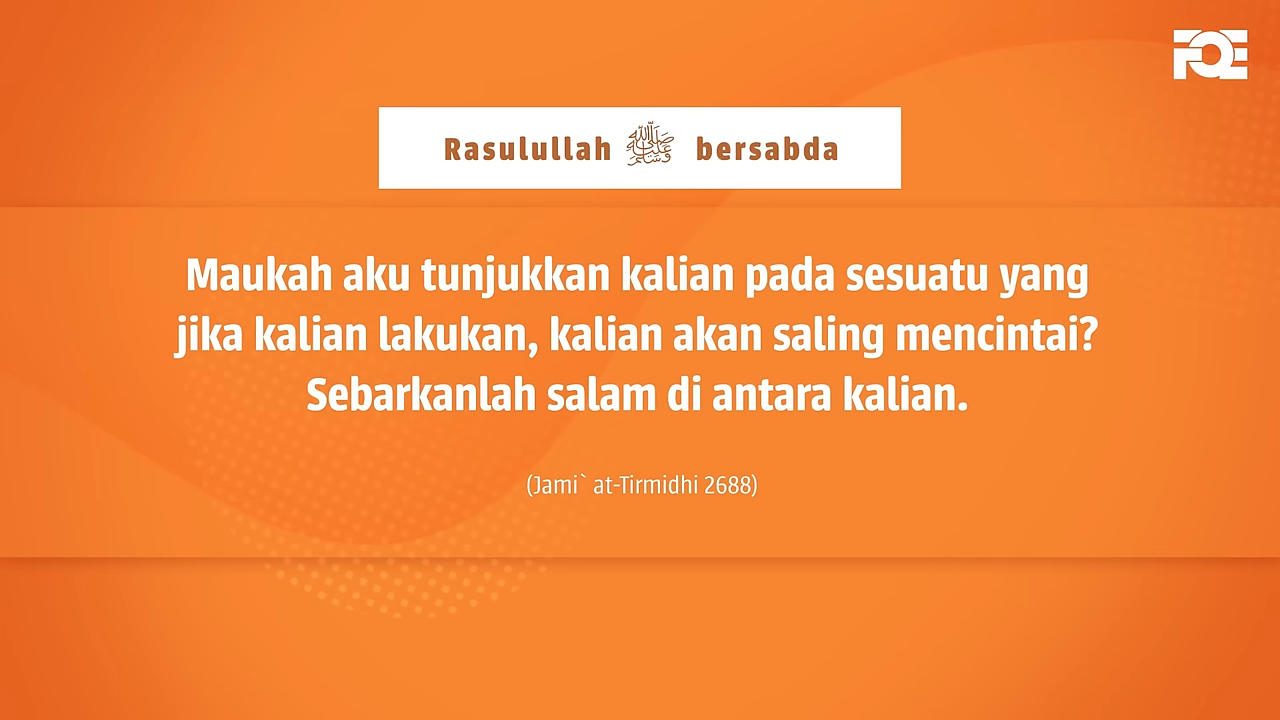 FQE
Rasulullah ﷺ bersabda
Maukah aku tunjukkan kalian pada sesuatu yang
jika kalian lakukan, kalian akan saling mencintai?
Sebarkanlah salam di antara kalian.
(Jami` at-Tirmidhi 2688)